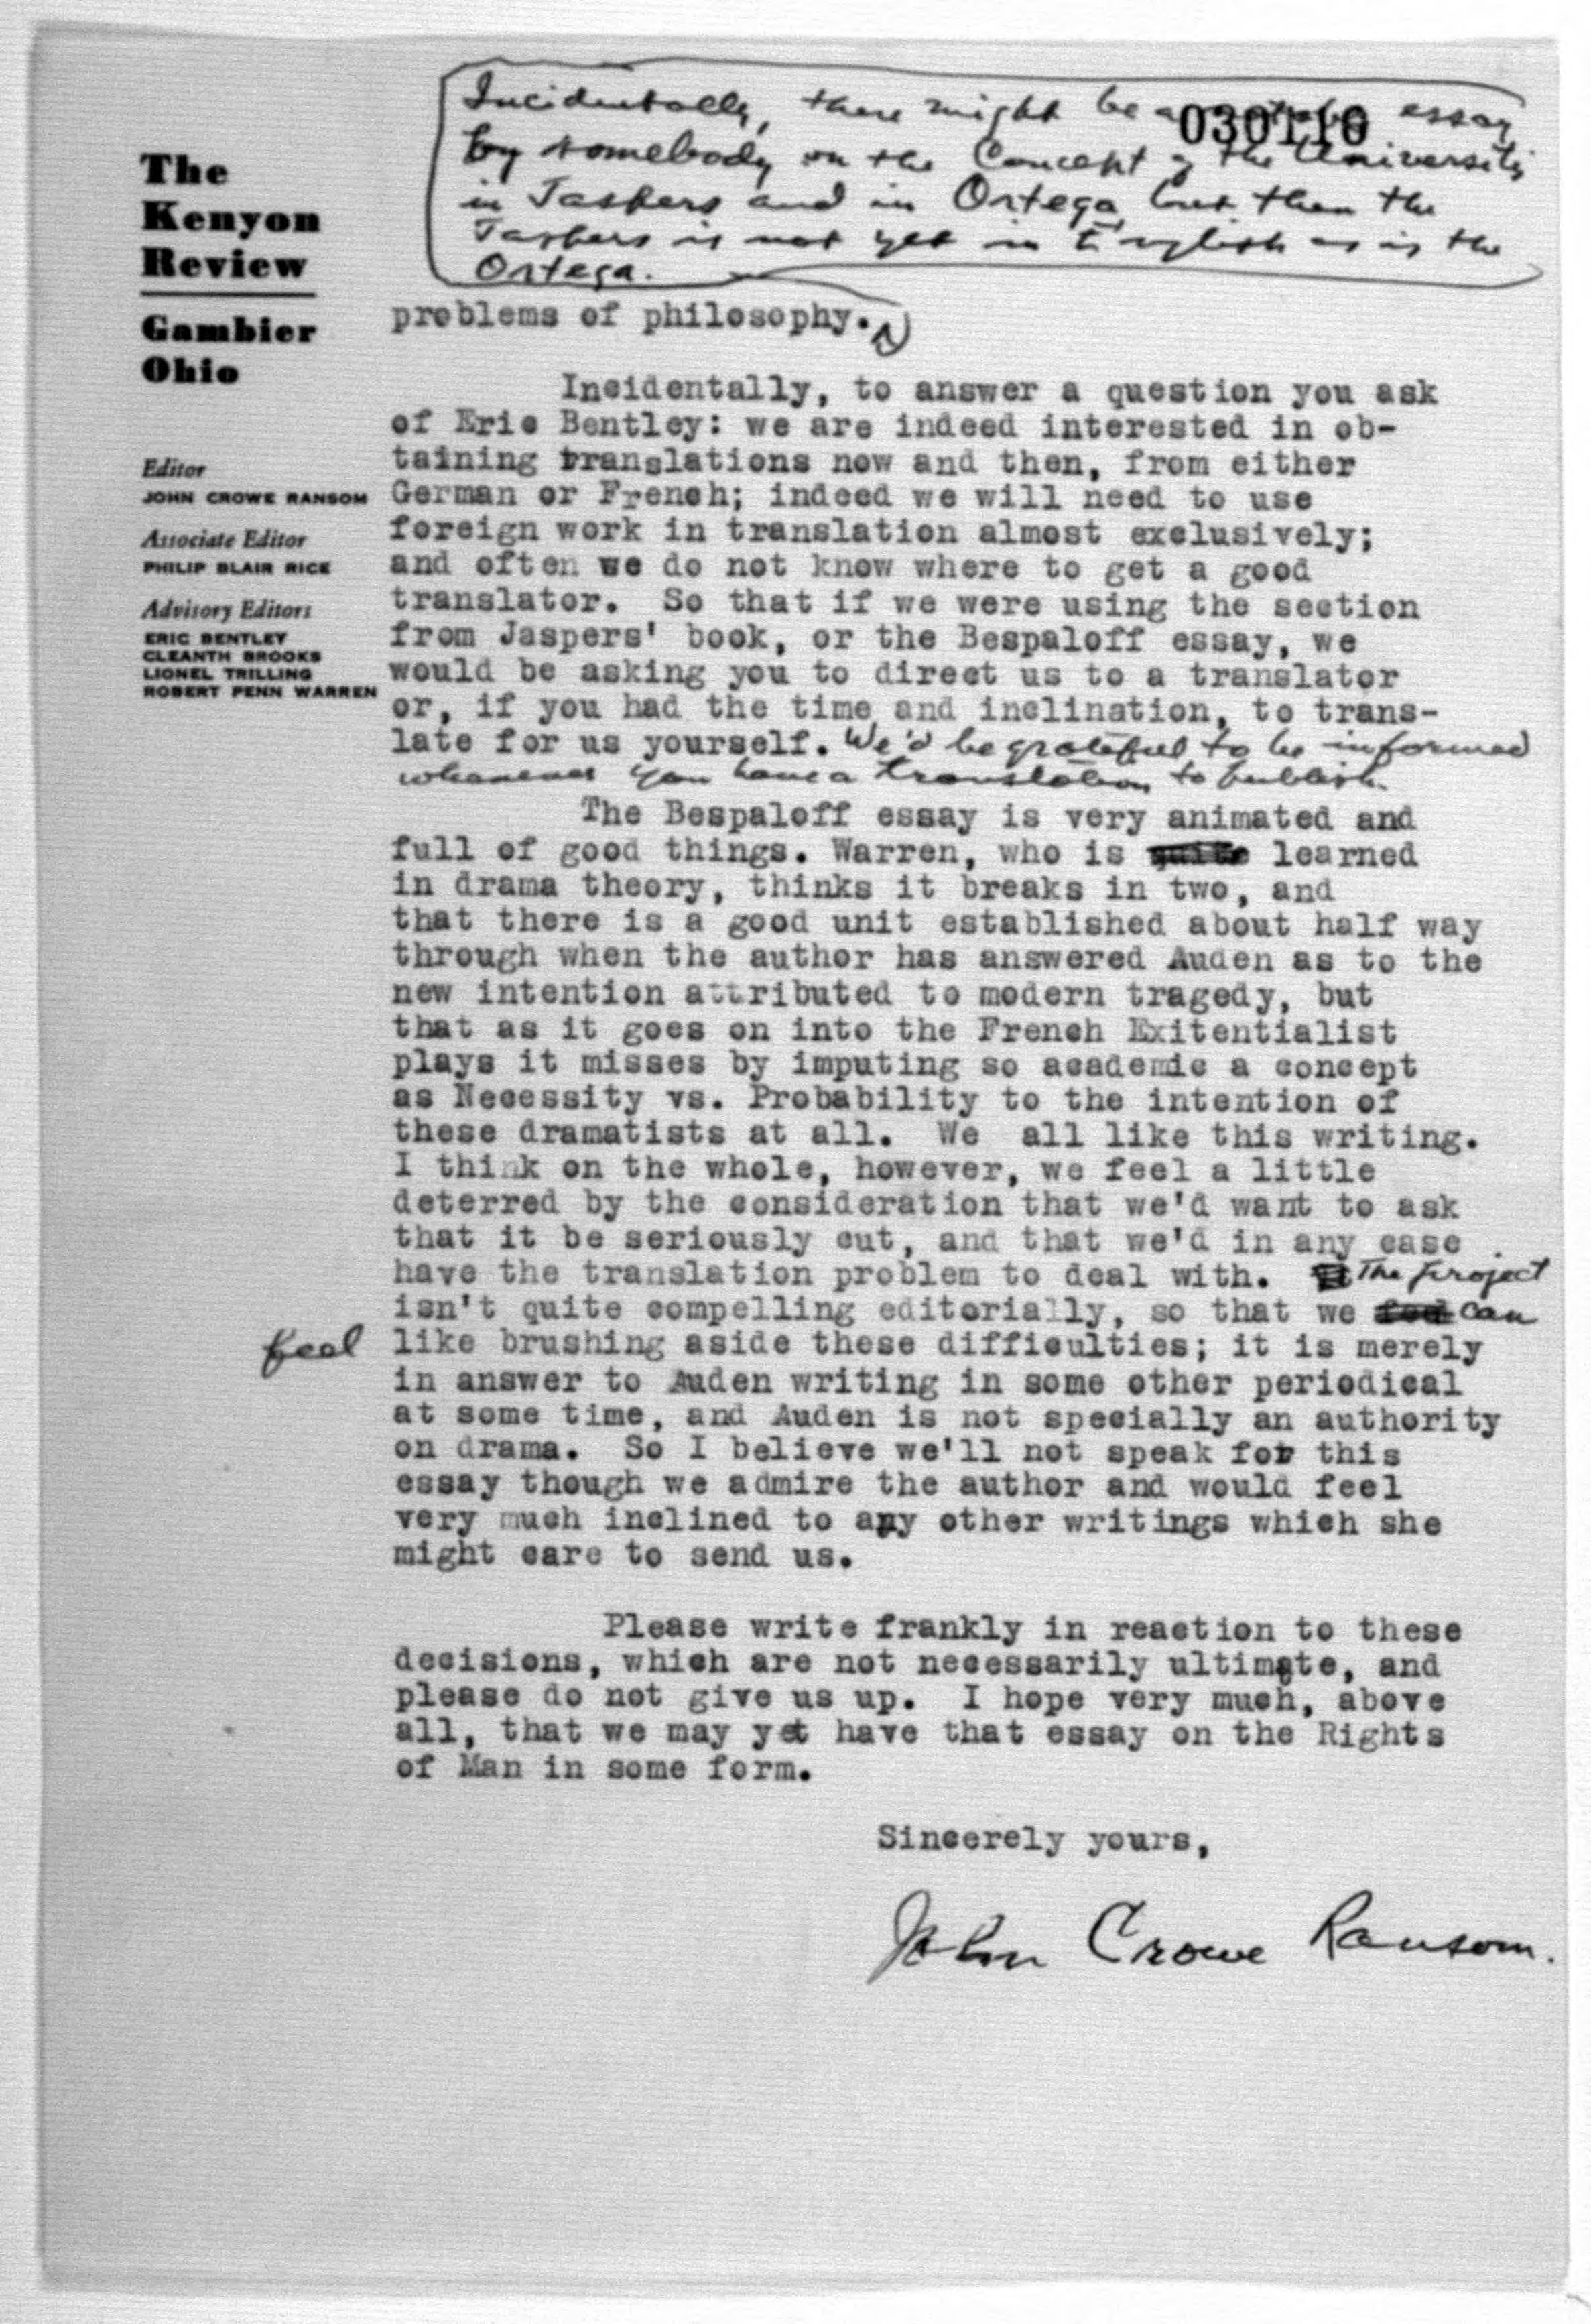 Incidentally, there might be a essay
030110
by somebody on the Concept of the University
in Jaspers and in Ortega, but then the
Jaspers is not yet in English as is the
Ortega.
The
Kenyon
Review
Gambier
Ohio
Editor
JOHN CROWE RANSOM
Associate Editor
PHILIP BLAIR RICE
Advisory Editors
ERIC BENTLEY
CLEANTH BROOKS
LIONEL TRILLING
ROBERT PENN WARREN
problems of philosophy.
Incidentally, to answer a question you ask
of Eric Bentley: we are indeed interested in ob-
taining translations now and then, from either
German or French; indeed we will need to use
foreign work in translation almost exclusively;
and often we do not know where to get a good
translator. So that if we were using the section
from Jaspers' book, or the Bespaloff essay, we
would be asking you to direct us to a translator
or, if you had the time and inclination, to trans-
late for us yourself. We'd be grateful to be informed
whenever you have a translation to publish.
The Bespaloff essay is very animated and
full of good things. Warren, who is quite learned
in drama theory, thinks it breaks in two, and
that there is a good unit established about half way
through when the author has answered Auden as to the
new intention attributed to modern tragedy, but
that as it goes on into the French Exitentialist
plays it misses by imputing so academic a concept
as Necessity vs. Probability to the intention of
these dramatists at all. We all like this writing.
I think on the whole, however, we feel a little
deterred by the consideration that we'd want to ask
that it be seriously cut, and that we'd in any case
have the translation problem to deal with. The project
isn't quite compelling editorially, so that we can
feel like brushing aside these difficulties; it is merely
in answer to Auden writing in some other periodical
at some time, and Auden is not specially an authority
on drama. So I believe we'll not speak for this
essay though we admire the author and would feel
very much inclined to any other writings which she
might care to send us.
Please write frankly in reaction to these
decisions, which are not necessarily ultimate, and
please do not give us up. I hope very much, above
all, that we may yet have that essay on the Rights
of Man in some form.
Sincerely yours,
John Crowe Ransom.